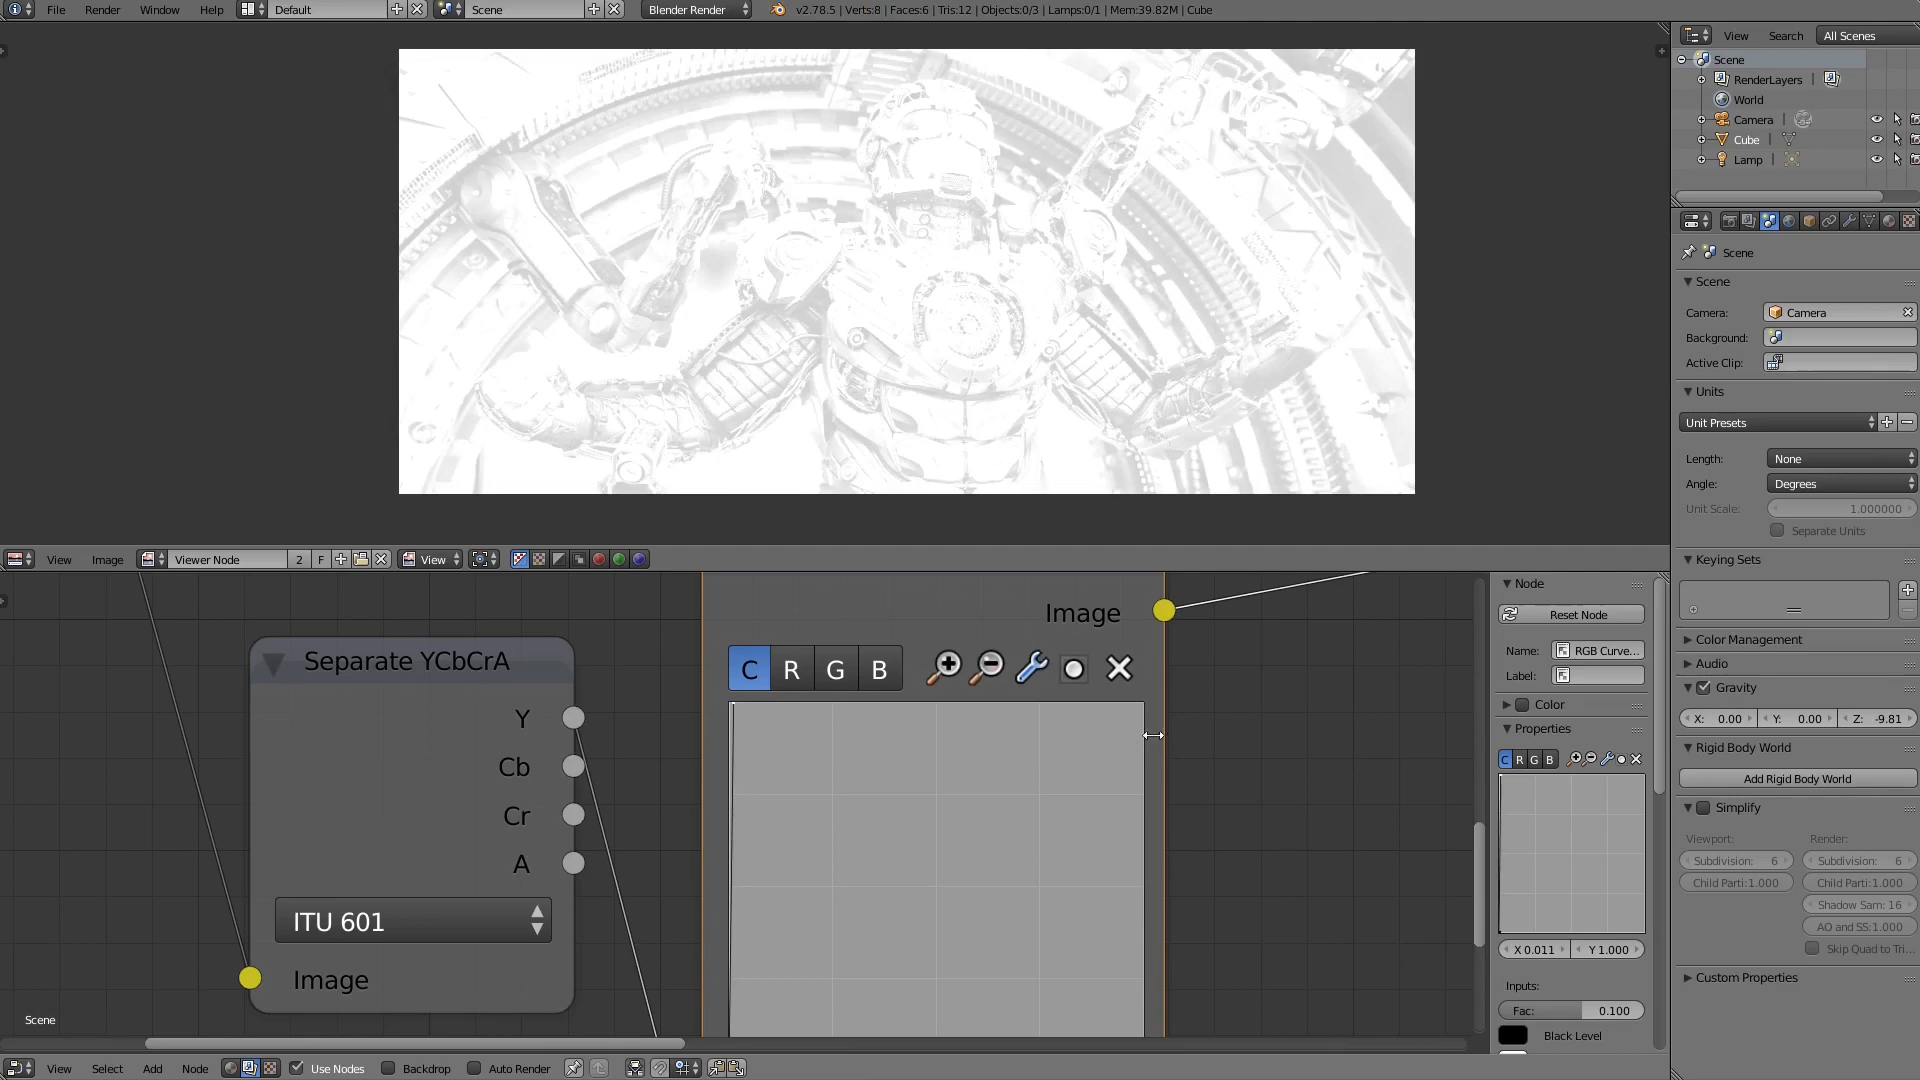 File Render Window Help Default Scene Blender Render v2.78.5 | Verts:8 | Faces:6 | Tris:12 | Objects:0/3 | Lamps:0/1 | Mem:39.82M | Cube
View Search All Scenes
Scene
RenderLayers
World
Camera
Cube
Lamp
Scene
Scene
Camera: Camera
Background:
Active Clip:
Units
Unit Presets
Length: None
Angle: Degrees
Unit Scale: 1.000000
Separate Units
Keying Sets
Color Management
Audio
Gravity
X: 0.00 Y: 0.00 Z: -9.81
Rigid Body World
Add Rigid Body World
Simplify
Viewport: Render:
Subdivision: 6 Subdivision: 6
Child Parti:1.000 Child Parti:1.000
Shadow Sam: 16
AO and SS:1.000
Skip Quad to Tri...
Custom Properties
View Image Viewer Node 2 F View
Separate YCbCrA
Y
Cb
Cr
A
ITU 601
Image
Image
C R G B
Node
Reset Node
Name: RGB Curve...
Label:
Color
Properties
C R G B
X 0.011 Y 1.000
Inputs:
Fac: 0.100
Black Level
Scene
View Select Add Node Use Nodes Backdrop Auto Render